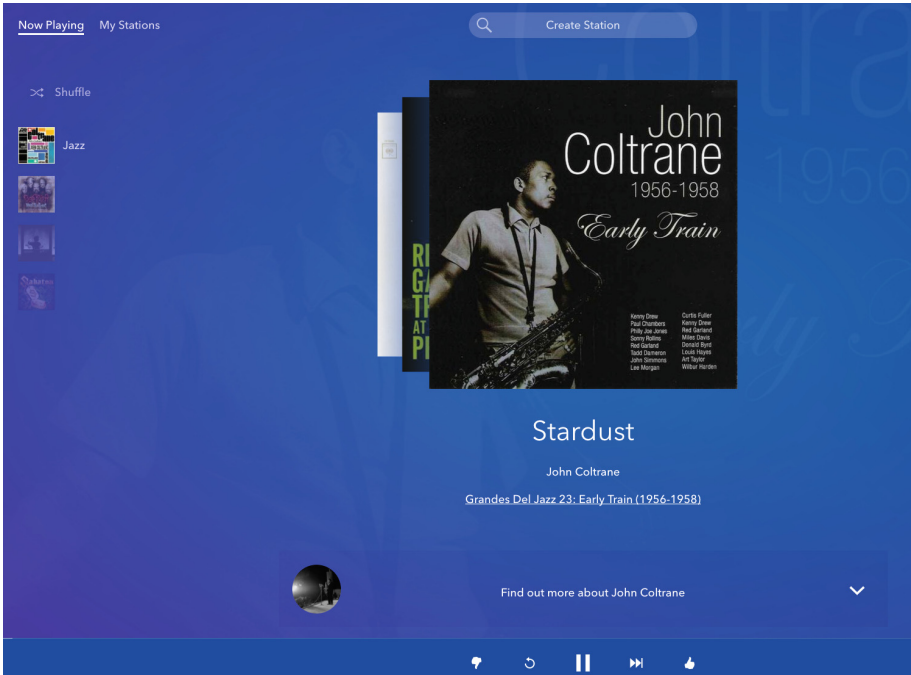 Now Playing My Stations
Create Station
Shuffle
Jazz
John
Coltrane
1956-1958
Early Train
Kenny Drew
Paul Chambers
Philly Joe Jones
Sonny Rollins
Red Garland
Tadd Dameron
John Simmons
Lee Morgan
Curtis Fuller
Kenny Drew
Red Garland
Miles Davis
Donald Byrd
Louis Hayes
Art Taylor
Wilbur Harden
Stardust
John Coltrane
Grandes Del Jazz 23: Early Train (1956-1958)
Find out more about John Coltrane